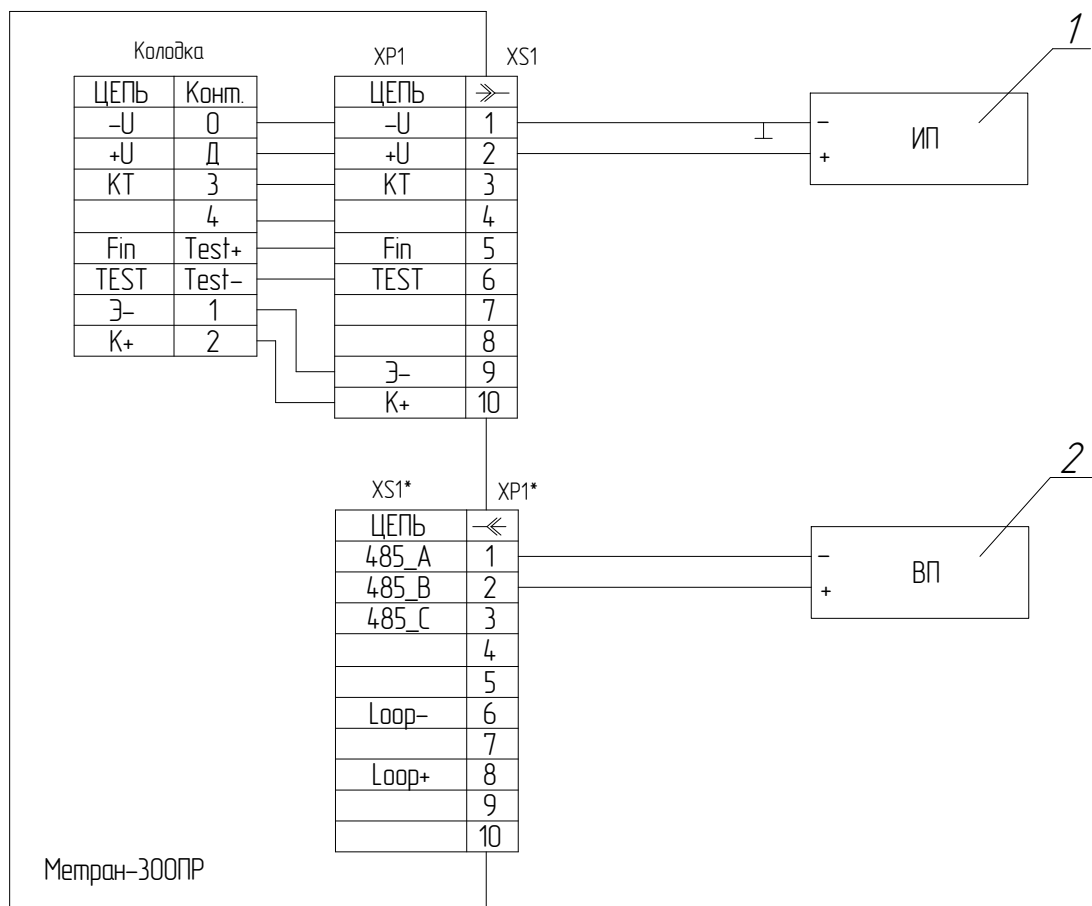 1
Колодка XP1 XS1
ЦЕПЬ Конт. ЦЕПЬ
-U 0 -U 1 - ИП
+U Д +U 2 +
КТ 3 КТ 3
4 4
Fin Test+ Fin 5
TEST Test- TEST 6
Э- 1 7
К+ 2 8
Э- 9
К+ 10
2
XS1* XP1*
ЦЕПЬ
485_A 1 - ВП
485_B 2 +
485_C 3
4
5
Loop- 6
7
Loop+ 8
9
10
Метран-300ПР